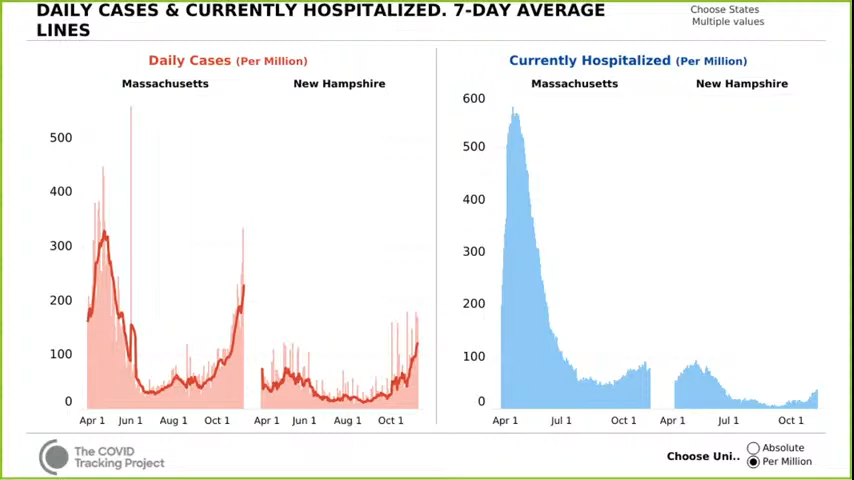 DAILY CASES & CURRENTLY HOSPITALIZED. 7-DAY AVERAGE
LINES
Choose States
Multiple values
Daily Cases (Per Million)
Massachusetts
New Hampshire
500
400
300
200
100
0
Apr 1
Jun 1
Aug 1
Oct 1
Apr 1
Jun 1
Aug 1
Oct 1
Currently Hospitalized (Per Million)
Massachusetts
New Hampshire
600
500
400
300
200
100
0
Apr 1
Jul 1
Oct 1
Apr 1
Jul 1
Oct 1
The COVID
Tracking Project
Choose Uni..
Absolute
Per Million